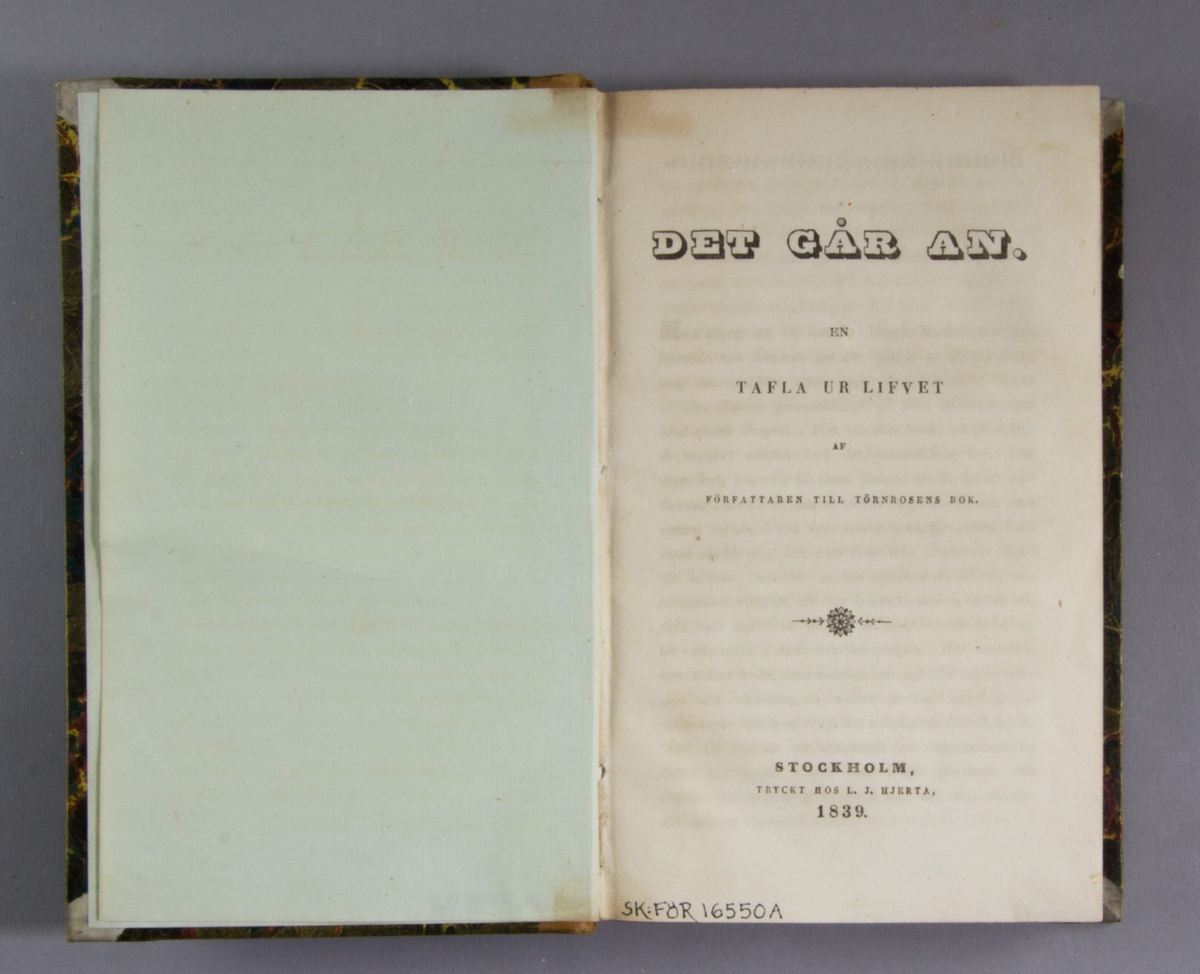 DET GÅR AN.
EN
TAFLA UR LIFVET
AF
FÖRFATTAREN TILL TÖRNROSENS BOK.
STOCKHOLM,
TRYCKT HOS L. J. HJERTA,
1839.
SK:FÖR 16550A